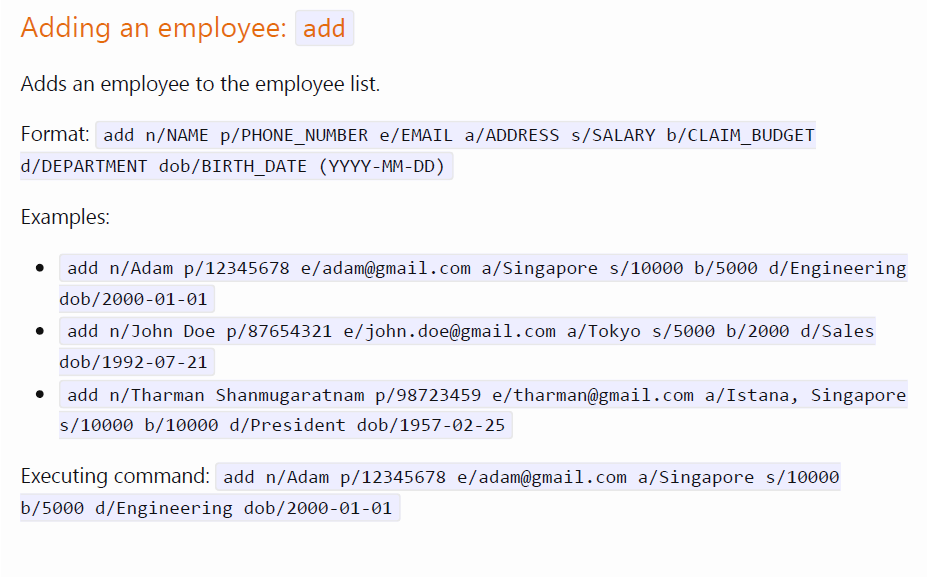 Adding an employee: add
Adds an employee to the employee list.
Format: add n/NAME p/PHONE_NUMBER e/EMAIL a/ADDRESS s/SALARY b/CLAIM_BUDGET
d/DEPARTMENT dob/BIRTH_DATE (YYYY-MM-DD)
Examples:
• add n/Adam p/12345678 e/adam@gmail.com a/Singapore s/10000 b/5000 d/Engineering
dob/2000-01-01
• add n/John Doe p/87654321 e/john.doe@gmail.com a/Tokyo s/5000 b/2000 d/Sales
dob/1992-07-21
• add n/Tharman Shanmugaratnam p/98723459 e/tharman@gmail.com a/Istana, Singapore
s/10000 b/10000 d/President dob/1957-02-25
Executing command: add n/Adam p/12345678 e/adam@gmail.com a/Singapore s/10000
b/5000 d/Engineering dob/2000-01-01